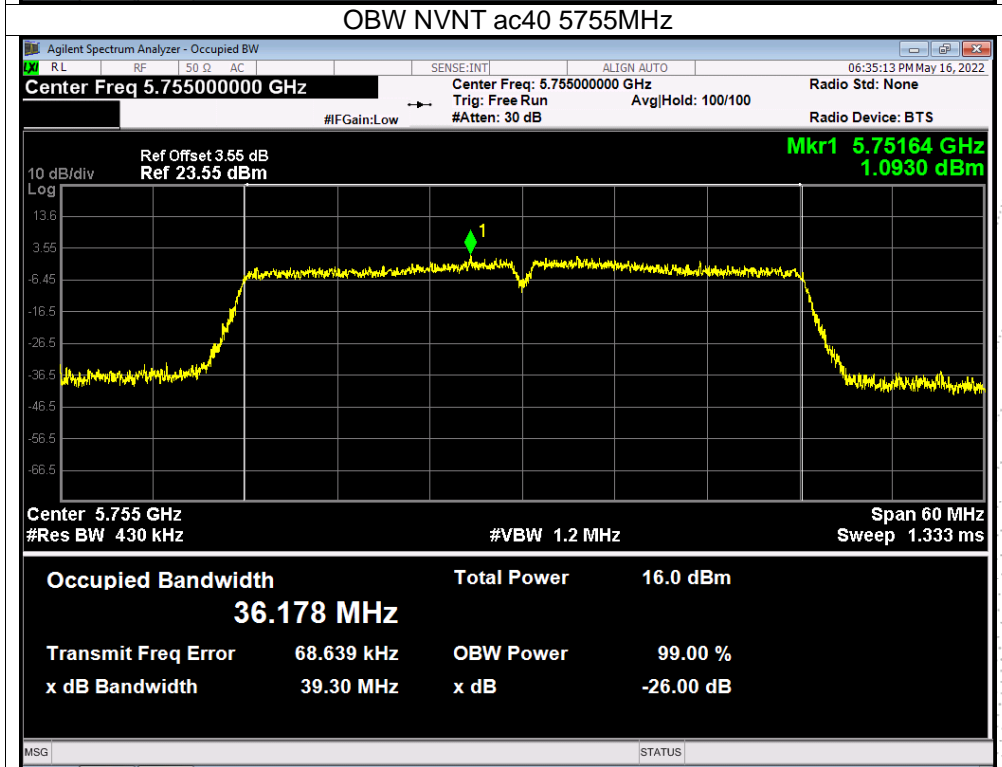 OBW NVNT ac40 5755MHz
Agilent Spectrum Analyzer - Occupied BW
LXI RL RF 50 Ω AC SENSE:INT ALIGN AUTO 06:35:13 PM May 16, 2022
Center Freq 5.755000000 GHz Center Freq: 5.755000000 GHz Radio Std: None
Trig: Free Run Avg|Hold: 100/100
#IFGain:Low #Atten: 30 dB Radio Device: BTS
Ref Offset 3.55 dB Mkr1 5.75164 GHz
10 dB/div Ref 23.55 dBm 1.0930 dBm
Log
13.6
1
3.55
-6.45
-16.5
-26.5
-36.5
-46.5
-56.5
-66.5
Center 5.755 GHz Span 60 MHz
#Res BW 430 kHz #VBW 1.2 MHz Sweep 1.333 ms
Occupied Bandwidth Total Power 16.0 dBm
36.178 MHz
Transmit Freq Error 68.639 kHz OBW Power 99.00 %
x dB Bandwidth 39.30 MHz x dB -26.00 dB
MSG STATUS